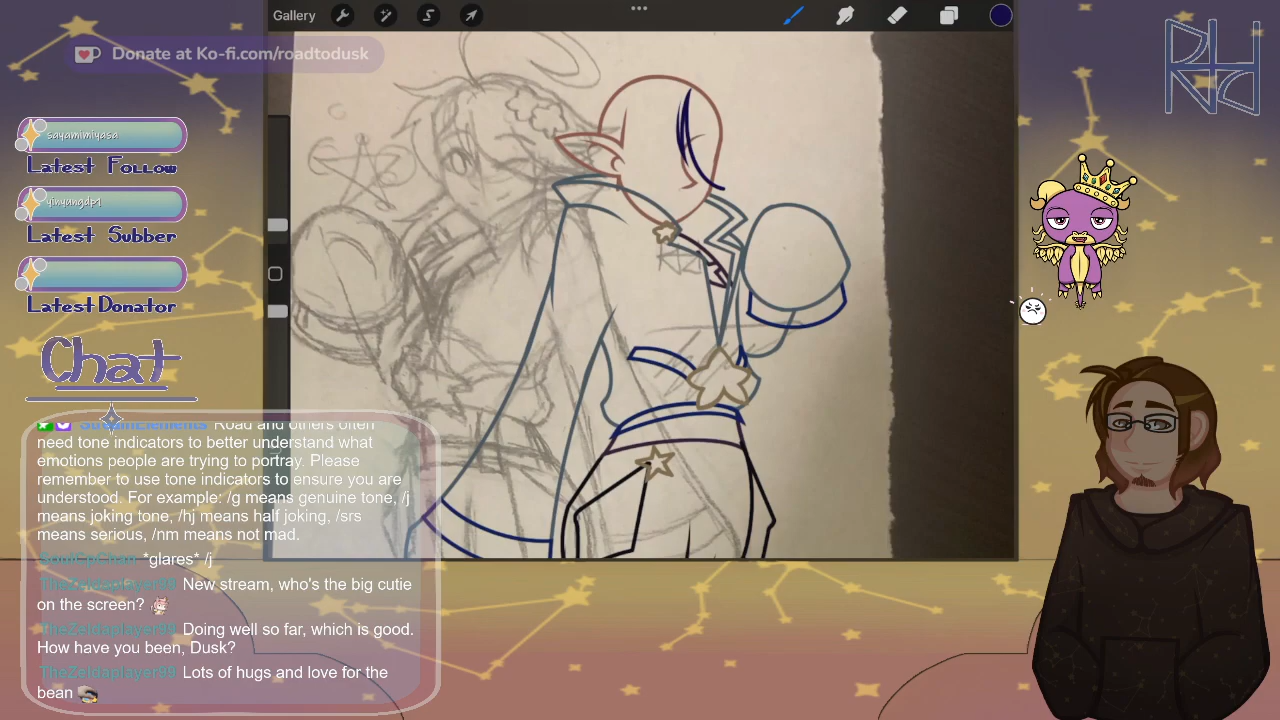 Gallery
Donate at Ko-fi.com/roadtodusk
RtD
sayamimiyasa
Latest Follow
yinyangdp1
Latest Subber
Latest Donator
Chat
StreamElements Road and others often
need tone indicators to better understand what
emotions people are trying to portray. Please
remember to use tone indicators to ensure you are
understood. For example: /g means genuine tone, /j
means joking tone, /hj means half joking, /srs
means serious, /nm means not mad.
*glares* /j
TheZeldaplayer99 New stream, who's the big cutie
on the screen?
TheZeldaplayer99 Doing well so far, which is good.
How have you been, Dusk?
TheZeldaplayer99 Lots of hugs and love for the
bean